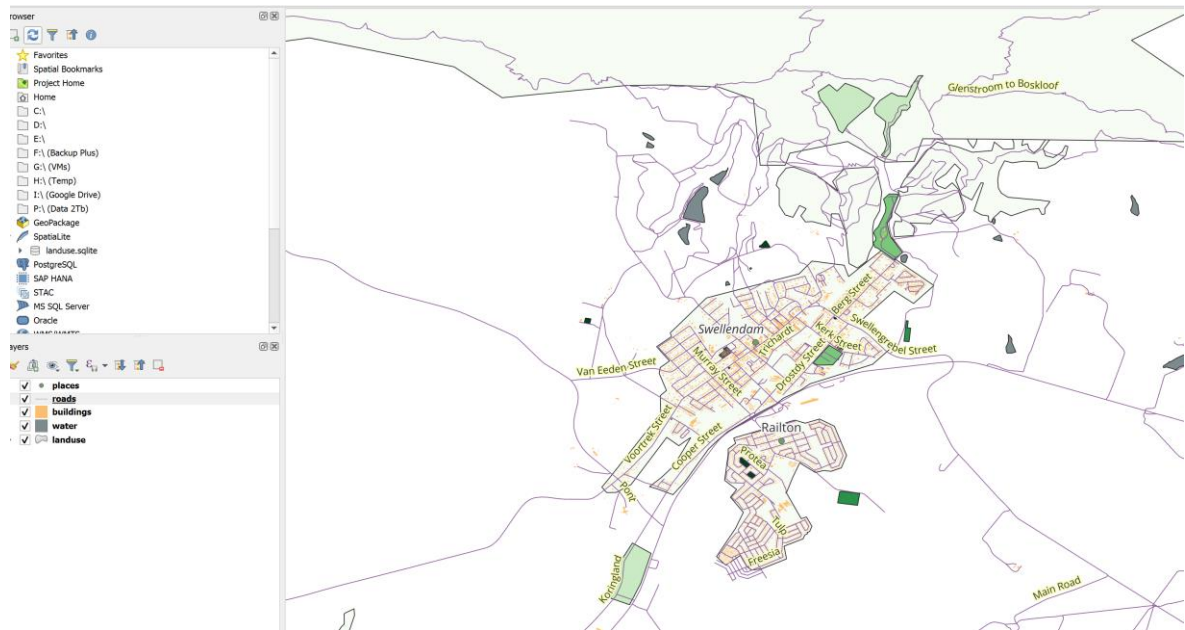 rowser
Favorites
Spatial Bookmarks
Project Home
Home
C:\
D:\
E:\
F:\ (Backup Plus)
G:\ (VMs)
H:\ (Temp)
I:\ (Google Drive)
P:\ (Data 2Tb)
GeoPackage
SpatiaLite
landuse.sqlite
PostgreSQL
SAP HANA
STAC
MS SQL Server
Oracle
WMS/WMTS
ayers
places
roads
buildings
water
landuse
Glenstroom to Boskloof
Berg Street
Swellendam
Trichardt
Kerk Street
Swellengrebel Street
Van Eeden Street
Murray Street
Drostdy Street
Voortrek Street
Cooper Street
Railton
Protea
Pont
Tulp
Freesia
Koringland
Main Road